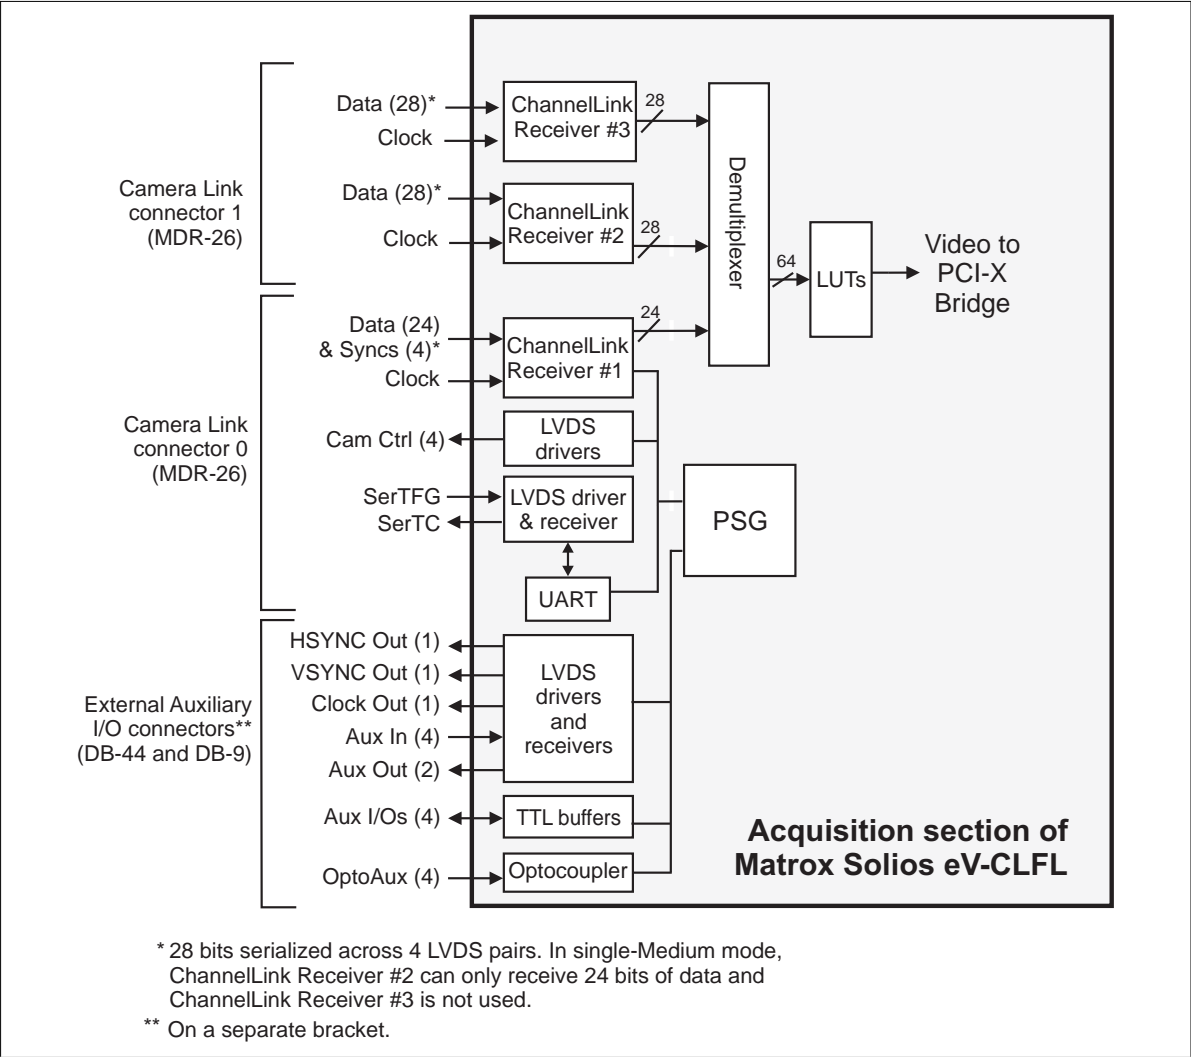 Camera Link
connector 1
(MDR-26)
Data (28)*
Clock
ChannelLink
Receiver #3
28
Data (28)*
Clock
ChannelLink
Receiver #2
28
Demultiplexer
64
LUTs
Video to
PCI-X
Bridge
Camera Link
connector 0
(MDR-26)
Data (24)
& Syncs (4)*
Clock
ChannelLink
Receiver #1
24
Cam Ctrl (4)
LVDS
drivers
SerTFG
SerTC
LVDS driver
& receiver
UART
PSG
External Auxiliary
I/O connectors**
(DB-44 and DB-9)
HSYNC Out (1)
VSYNC Out (1)
Clock Out (1)
Aux In (4)
Aux Out (2)
LVDS
drivers
and
receivers
Aux I/Os (4)
TTL buffers
OptoAux (4)
Optocoupler
Acquisition section of
Matrox Solios eV-CLFL
* 28 bits serialized across 4 LVDS pairs. In single-Medium mode,
ChannelLink Receiver #2 can only receive 24 bits of data and
ChannelLink Receiver #3 is not used.
** On a separate bracket.